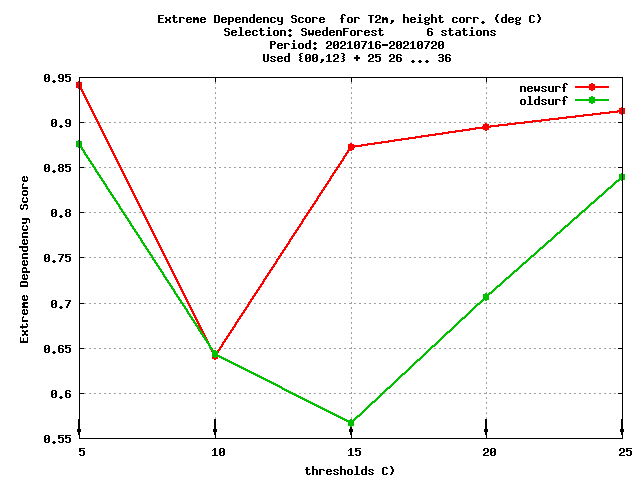 Extreme Dependency Score  for T2m, height corr. (deg C)
Selection: SwedenForest      6 stations
Period: 20210716-20210720
Used {00,12} + 25 26 ... 36
newsurf
oldsurf
Extreme Dependency Score
0.95
0.9
0.85
0.8
0.75
0.7
0.65
0.6
0.55
5 10 15 20 25
thresholds C)